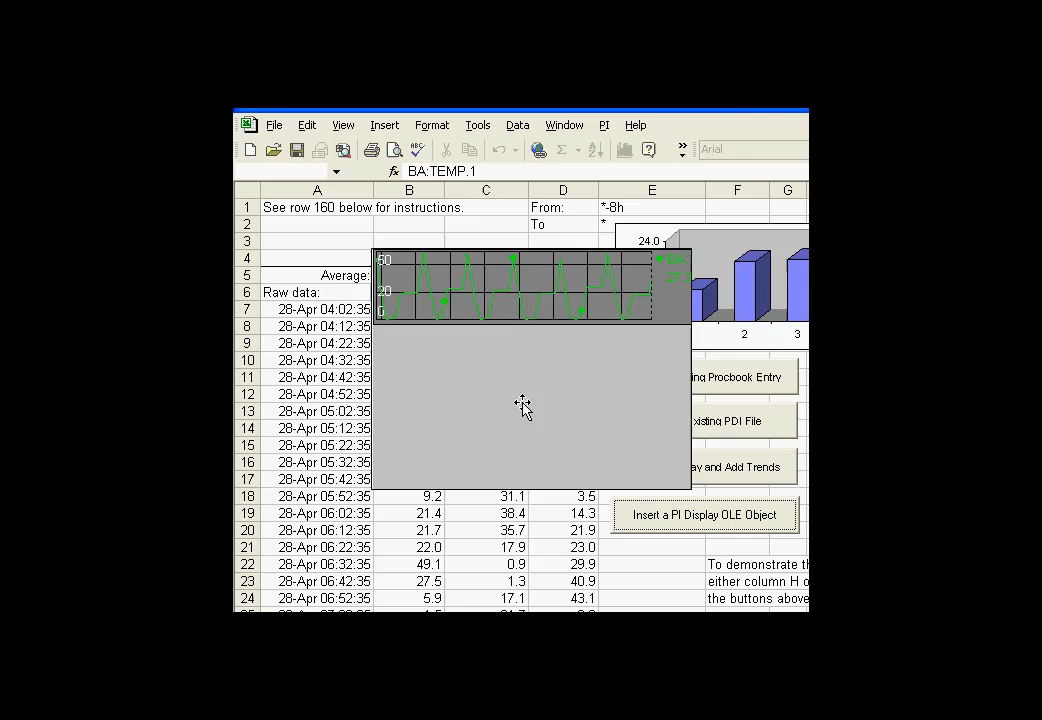 File Edit View Insert Format Tools Data Window PI Help
Arial
fx BA:TEMP.1
A B C D E F G
1 See row 160 below for instructions. From: *-8h
2 To *
3 24.0
4
50
5 Average:
20
6 Raw data:
0
7 28-Apr 04:02:35
8 28-Apr 04:12:35 2 3
9 28-Apr 04:22:35
10 28-Apr 04:32:35
11 28-Apr 04:42:35 Procbook Entry
12 28-Apr 04:52:35
13 28-Apr 05:02:35
14 28-Apr 05:12:35 PDI File
15 28-Apr 05:22:35
16 28-Apr 05:32:35 and Add Trends
17 28-Apr 05:42:35
18 28-Apr 05:52:35 9.2 31.1 3.5
19 28-Apr 06:02:35 21.4 38.4 14.3 Insert a PI Display OLE Object
20 28-Apr 06:12:35 21.7 35.7 21.9
21 28-Apr 06:22:35 22.0 17.9 23.0
22 28-Apr 06:32:35 49.1 0.9 29.9 To demonstrate
23 28-Apr 06:42:35 27.5 1.3 40.9 either column H
24 28-Apr 06:52:35 5.9 17.1 43.1 the buttons above